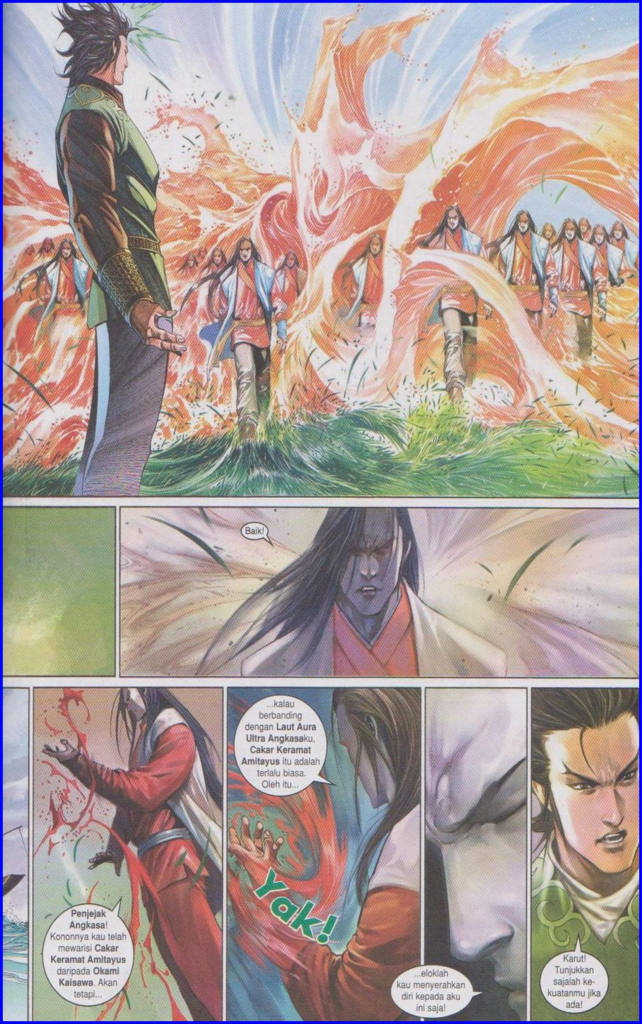 Baik!
Penjejak
Angkasa!
Kononnya kau telah
mewarisi Cakar
Keramat Amitayus
daripada Okami
Kaisawa. Akan
tetapi...
...kalau
berbanding
dengan Laut Aura
Ultra Angkasaku,
Cakar Keramat
Amitayus itu adalah
terlalu biasa.
Oleh itu...
Yak!
...eloklah
kau menyerahkan
diri kepada aku
ini saja!
Karut!
Tunjukkan
sajalah ke-
kuatanmu jika
ada!